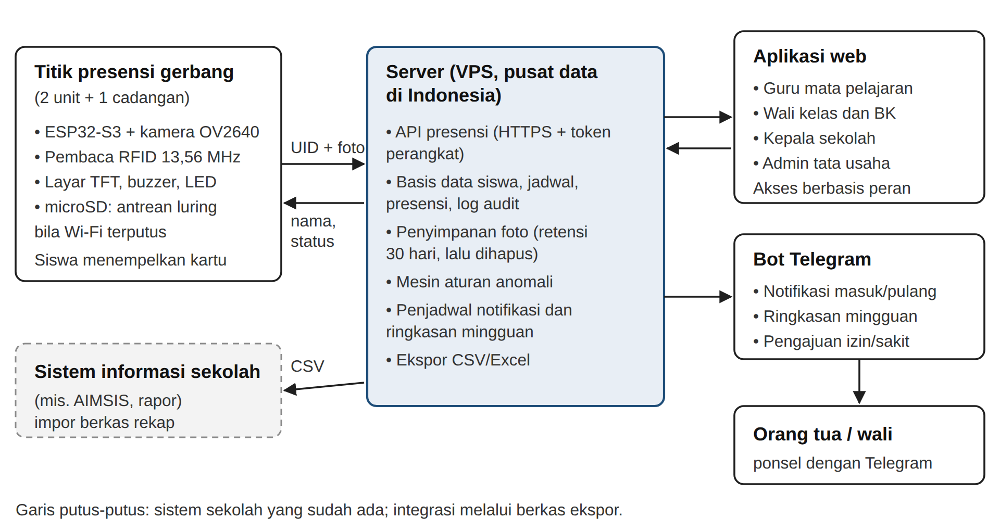 Titik presensi gerbang
(2 unit + 1 cadangan)
• ESP32-S3 + kamera OV2640
• Pembaca RFID 13,56 MHz
• Layar TFT, buzzer, LED
• microSD: antrean luring
bila Wi-Fi terputus
Siswa menempelkan kartu
UID + foto
nama,
status
Server (VPS, pusat data
di Indonesia)
• API presensi (HTTPS + token
perangkat)
• Basis data siswa, jadwal,
presensi, log audit
• Penyimpanan foto (retensi
30 hari, lalu dihapus)
• Mesin aturan anomali
• Penjadwal notifikasi dan
ringkasan mingguan
• Ekspor CSV/Excel
Aplikasi web
• Guru mata pelajaran
• Wali kelas dan BK
• Kepala sekolah
• Admin tata usaha
Akses berbasis peran
Bot Telegram
• Notifikasi masuk/pulang
• Ringkasan mingguan
• Pengajuan izin/sakit
Orang tua / wali
ponsel dengan Telegram
CSV
Sistem informasi sekolah
(mis. AIMSIS, rapor)
impor berkas rekap
Garis putus-putus: sistem sekolah yang sudah ada; integrasi melalui berkas ekspor.